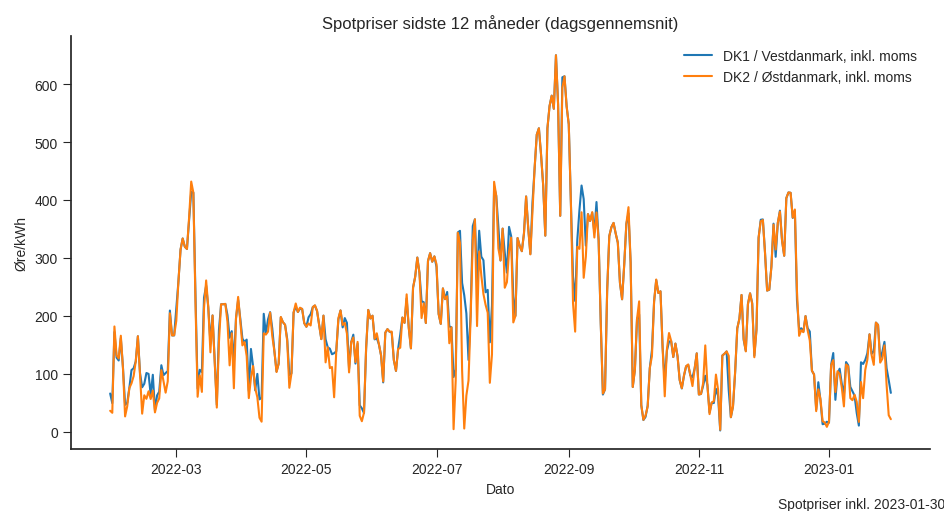 Spotpriser sidste 12 måneder (dagsgennemsnit)
DK1 / Vestdanmark, inkl. moms
DK2 / Østdanmark, inkl. moms
Øre/kWh
600
500
400
300
200
100
0
2022-03 2022-05 2022-07 2022-09 2022-11 2023-01
Dato
Spotpriser inkl. 2023-01-30